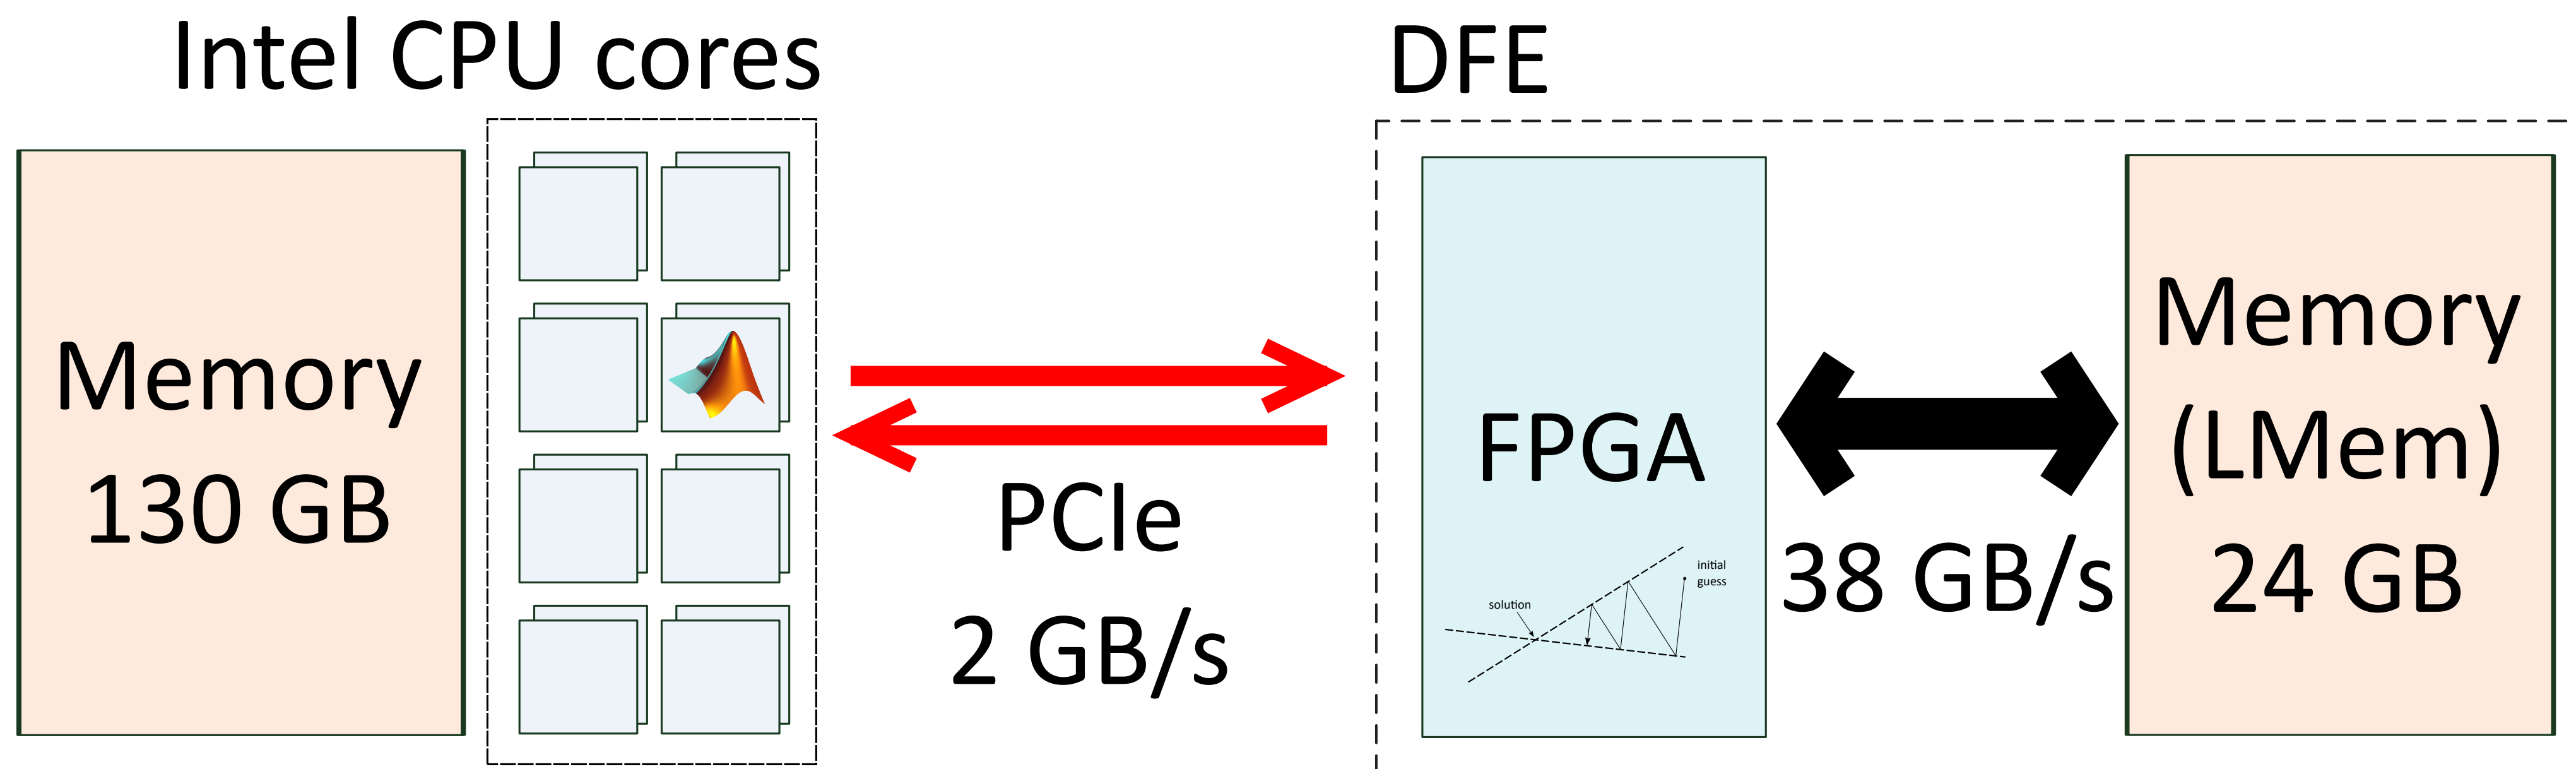 Intel CPU cores
DFE
Memory
130 GB
PCIe
2 GB/s
FPGA
initial
guess
solution
38 GB/s
Memory
(LMem)
24 GB